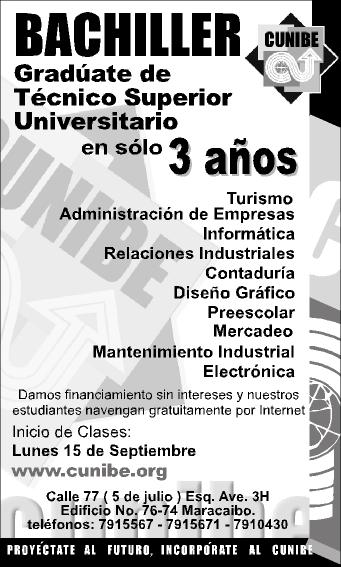 BACHILLER
CUNIBE
Gradúate de
Técnico Superior
Universitario
en sólo 3 años
Turismo
Administración de Empresas
Informática
Relaciones Industriales
Contaduría
Diseño Gráfico
Preescolar
Mercadeo
Mantenimiento Industrial
Electrónica
Damos financiamiento sin intereses y nuestros
estudiantes navengan gratuitamente por Internet
Inicio de Clases:
Lunes 15 de Septiembre
www.cunibe.org
Calle 77 ( 5 de julio ) Esq. Ave. 3H
Edificio No. 76-74 Maracaibo.
teléfonos: 7915567 - 7915671 - 7910430
PROYÉCTATE AL FUTURO, INCORPÓRATE AL CUNIBE